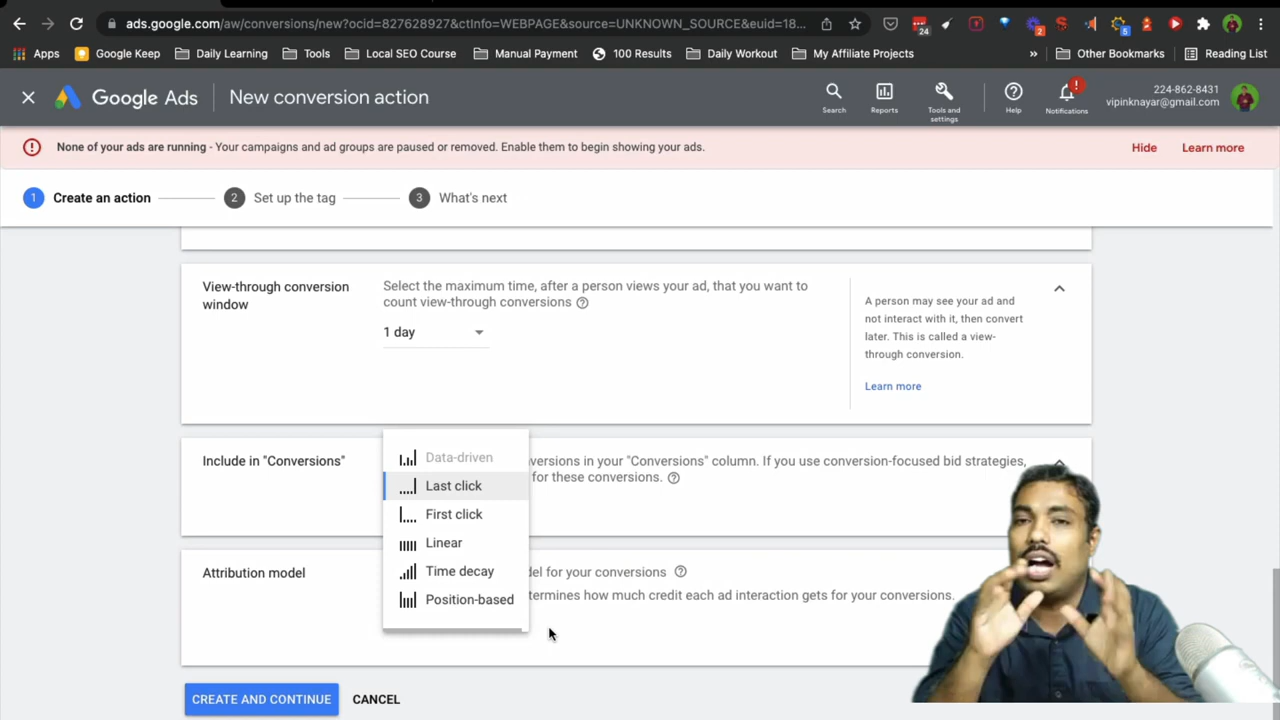 ads.google.com/aw/conversions/new?ocid=827628927&ctInfo=WEBPAGE&source=UNKNOWN_SOURCE&euid=18...
24
2
5
Apps
Google Keep
Daily Learning
Tools
Local SEO Course
Manual Payment
100 Results
Daily Workout
My Affiliate Projects
»
Other Bookmarks
Reading List
Google Ads
New conversion action
Search
Reports
Tools and settings
Help
Notifications
224-862-8431
vipinknayar@gmail.com
None of your ads are running - Your campaigns and ad groups are paused or removed. Enable them to begin showing your ads.
Hide
Learn more
1 Create an action
2 Set up the tag
3 What's next
View-through conversion
window
Select the maximum time, after a person views your ad, that you want to
count view-through conversions
1 day
A person may see your ad and
not interact with it, then convert
later. This is called a view-
through conversion.
Learn more
Include in "Conversions"
versions in your "Conversions" column. If you use conversion-focused bid strategies,
for these conversions.
Data-driven
Last click
First click
Linear
Time decay
Position-based
Attribution model
del for your conversions
termines how much credit each ad interaction gets for your conversions.
CREATE AND CONTINUE
CANCEL